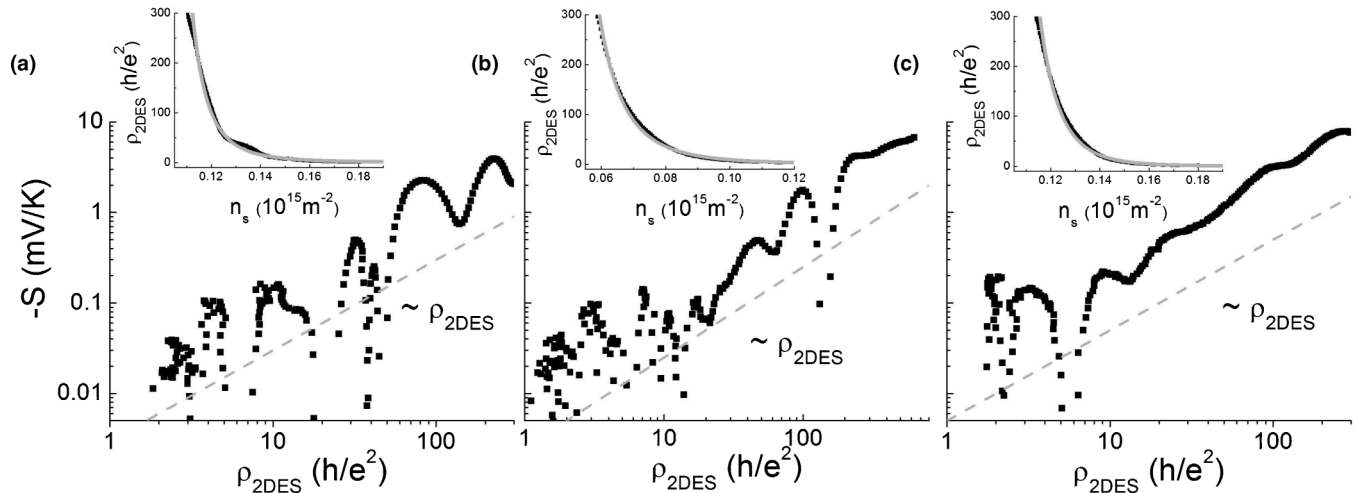 (a)
300
200
100
0
ρ2DES (h/e²)
0.12 0.14 0.16 0.18
ns (10¹⁵m⁻²)
10
1
0.1
0.01
-S (mV/K)
~ ρ2DES
1 10 100
ρ2DES (h/e²)
(b)
300
200
100
0
ρ2DES (h/e²)
0.06 0.08 0.10 0.12
ns (10¹⁵m⁻²)
~ ρ2DES
1 10 100
ρ2DES (h/e²)
(c)
300
200
100
0
ρ2DES (h/e²)
0.12 0.14 0.16 0.18
ns (10¹⁵m⁻²)
~ ρ2DES
1 10 100
ρ2DES (h/e²)